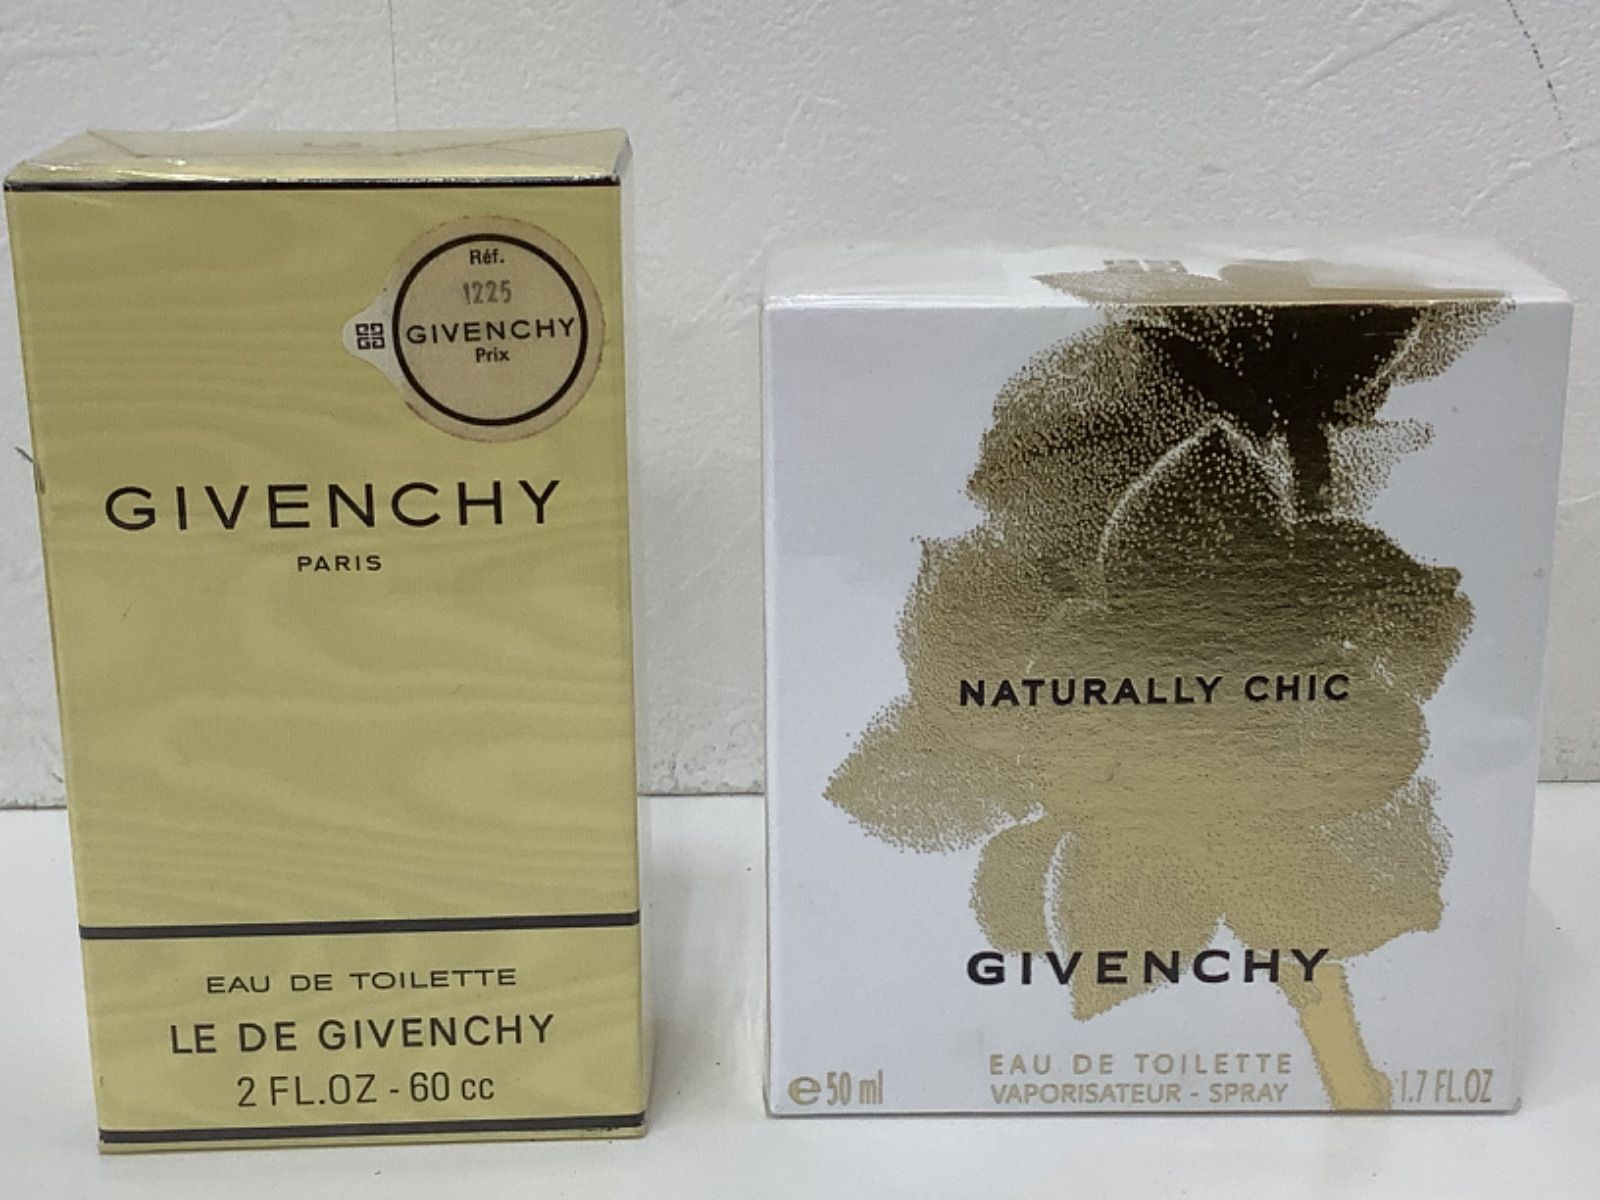 Réf.
1225
GIVENCHY
Prix
GIVENCHY
PARIS
EAU DE TOILETTE
LE DE GIVENCHY
2 FL.OZ - 60 cc
NATURALLY CHIC
GIVENCHY
EAU DE TOILETTE
VAPORISATEUR - SPRAY
℮ 50 ml
1.7 FL.OZ